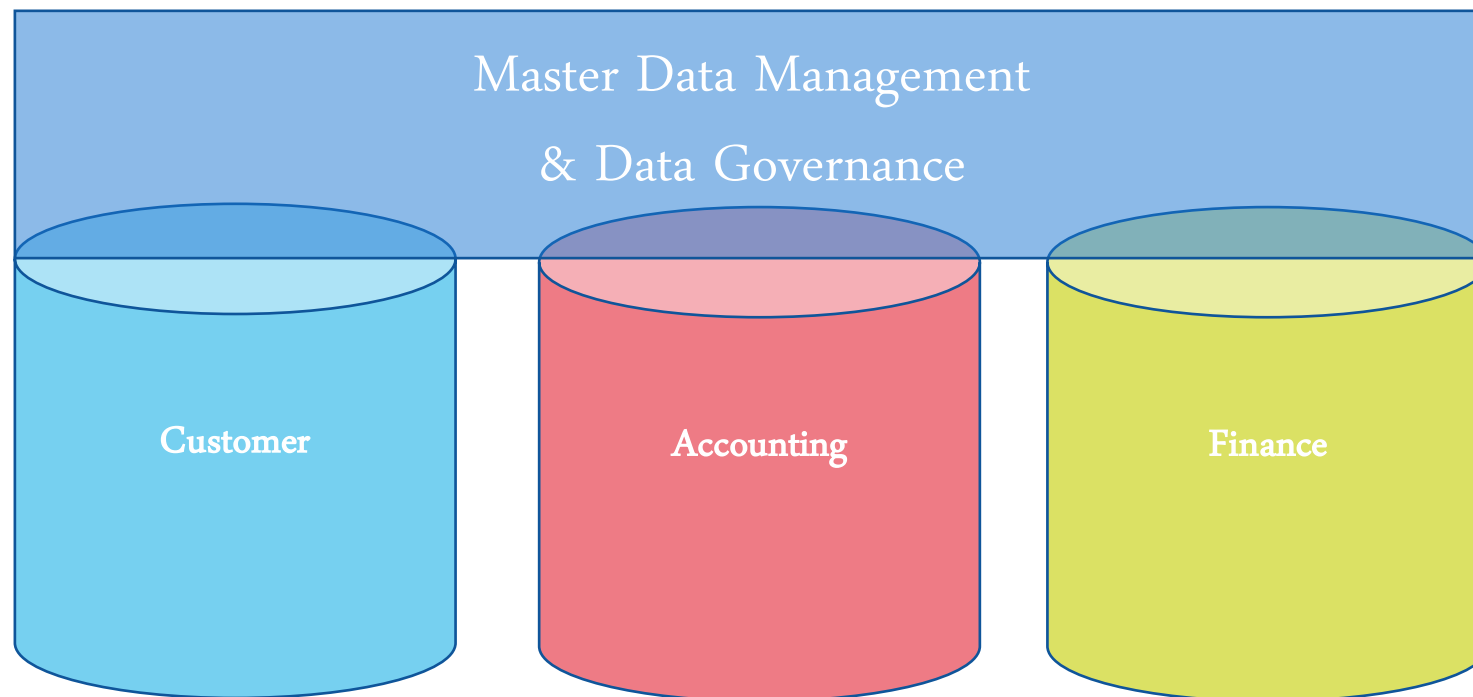 Master Data Management
& Data Governance
Customer
Accounting
Finance